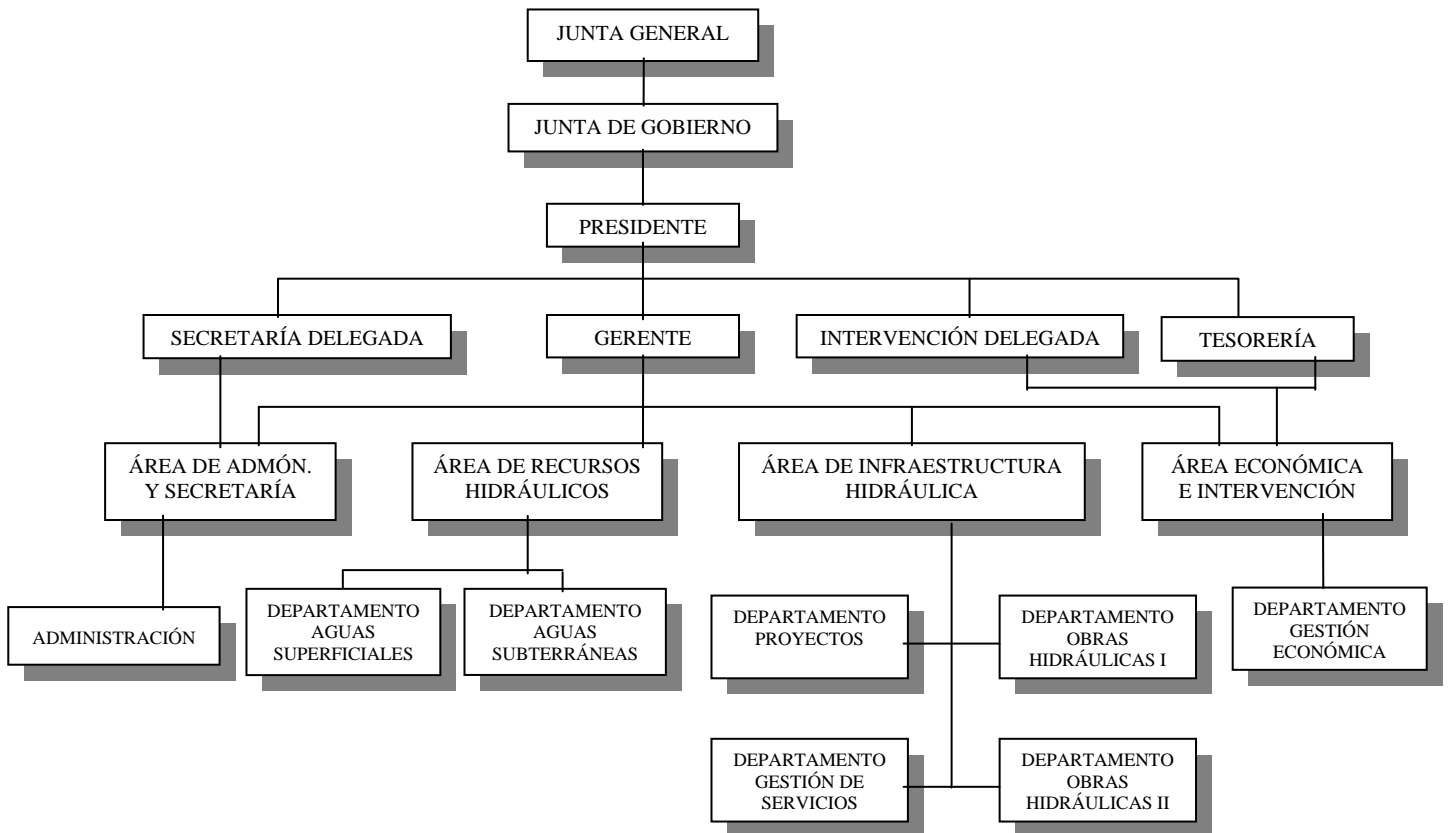 JUNTA GENERAL
JUNTA DE GOBIERNO
PRESIDENTE
SECRETARÍA DELEGADA
GERENTE
INTERVENCIÓN DELEGADA
TESORERÍA
ÁREA DE ADMÓN.
Y SECRETARÍA
ÁREA DE RECURSOS
HIDRÁULICOS
ÁREA DE INFRAESTRUCTURA
HIDRÁULICA
ÁREA ECONÓMICA
E INTERVENCIÓN
ADMINISTRACIÓN
DEPARTAMENTO
AGUAS
SUPERFICIALES
DEPARTAMENTO
AGUAS
SUBTERRÁNEAS
DEPARTAMENTO
PROYECTOS
DEPARTAMENTO
OBRAS
HIDRÁULICAS I
DEPARTAMENTO
GESTIÓN
ECONÓMICA
DEPARTAMENTO
GESTIÓN DE
SERVICIOS
DEPARTAMENTO
OBRAS
HIDRÁULICAS II